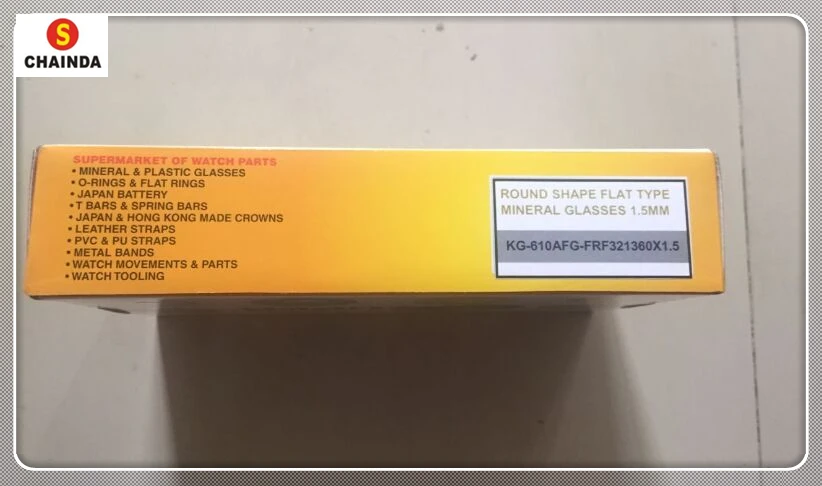 S
CHAINDA
SUPERMARKET OF WATCH PARTS
• MINERAL & PLASTIC GLASSES
• O-RINGS & FLAT RINGS
• JAPAN BATTERY
• T BARS & SPRING BARS
• JAPAN & HONG KONG MADE CROWNS
• LEATHER STRAPS
• PVC & PU STRAPS
• METAL BANDS
• WATCH MOVEMENTS & PARTS
• WATCH TOOLING
ROUND SHAPE FLAT TYPE
MINERAL GLASSES 1.5MM
KG-610AFG-FRF321360X1.5